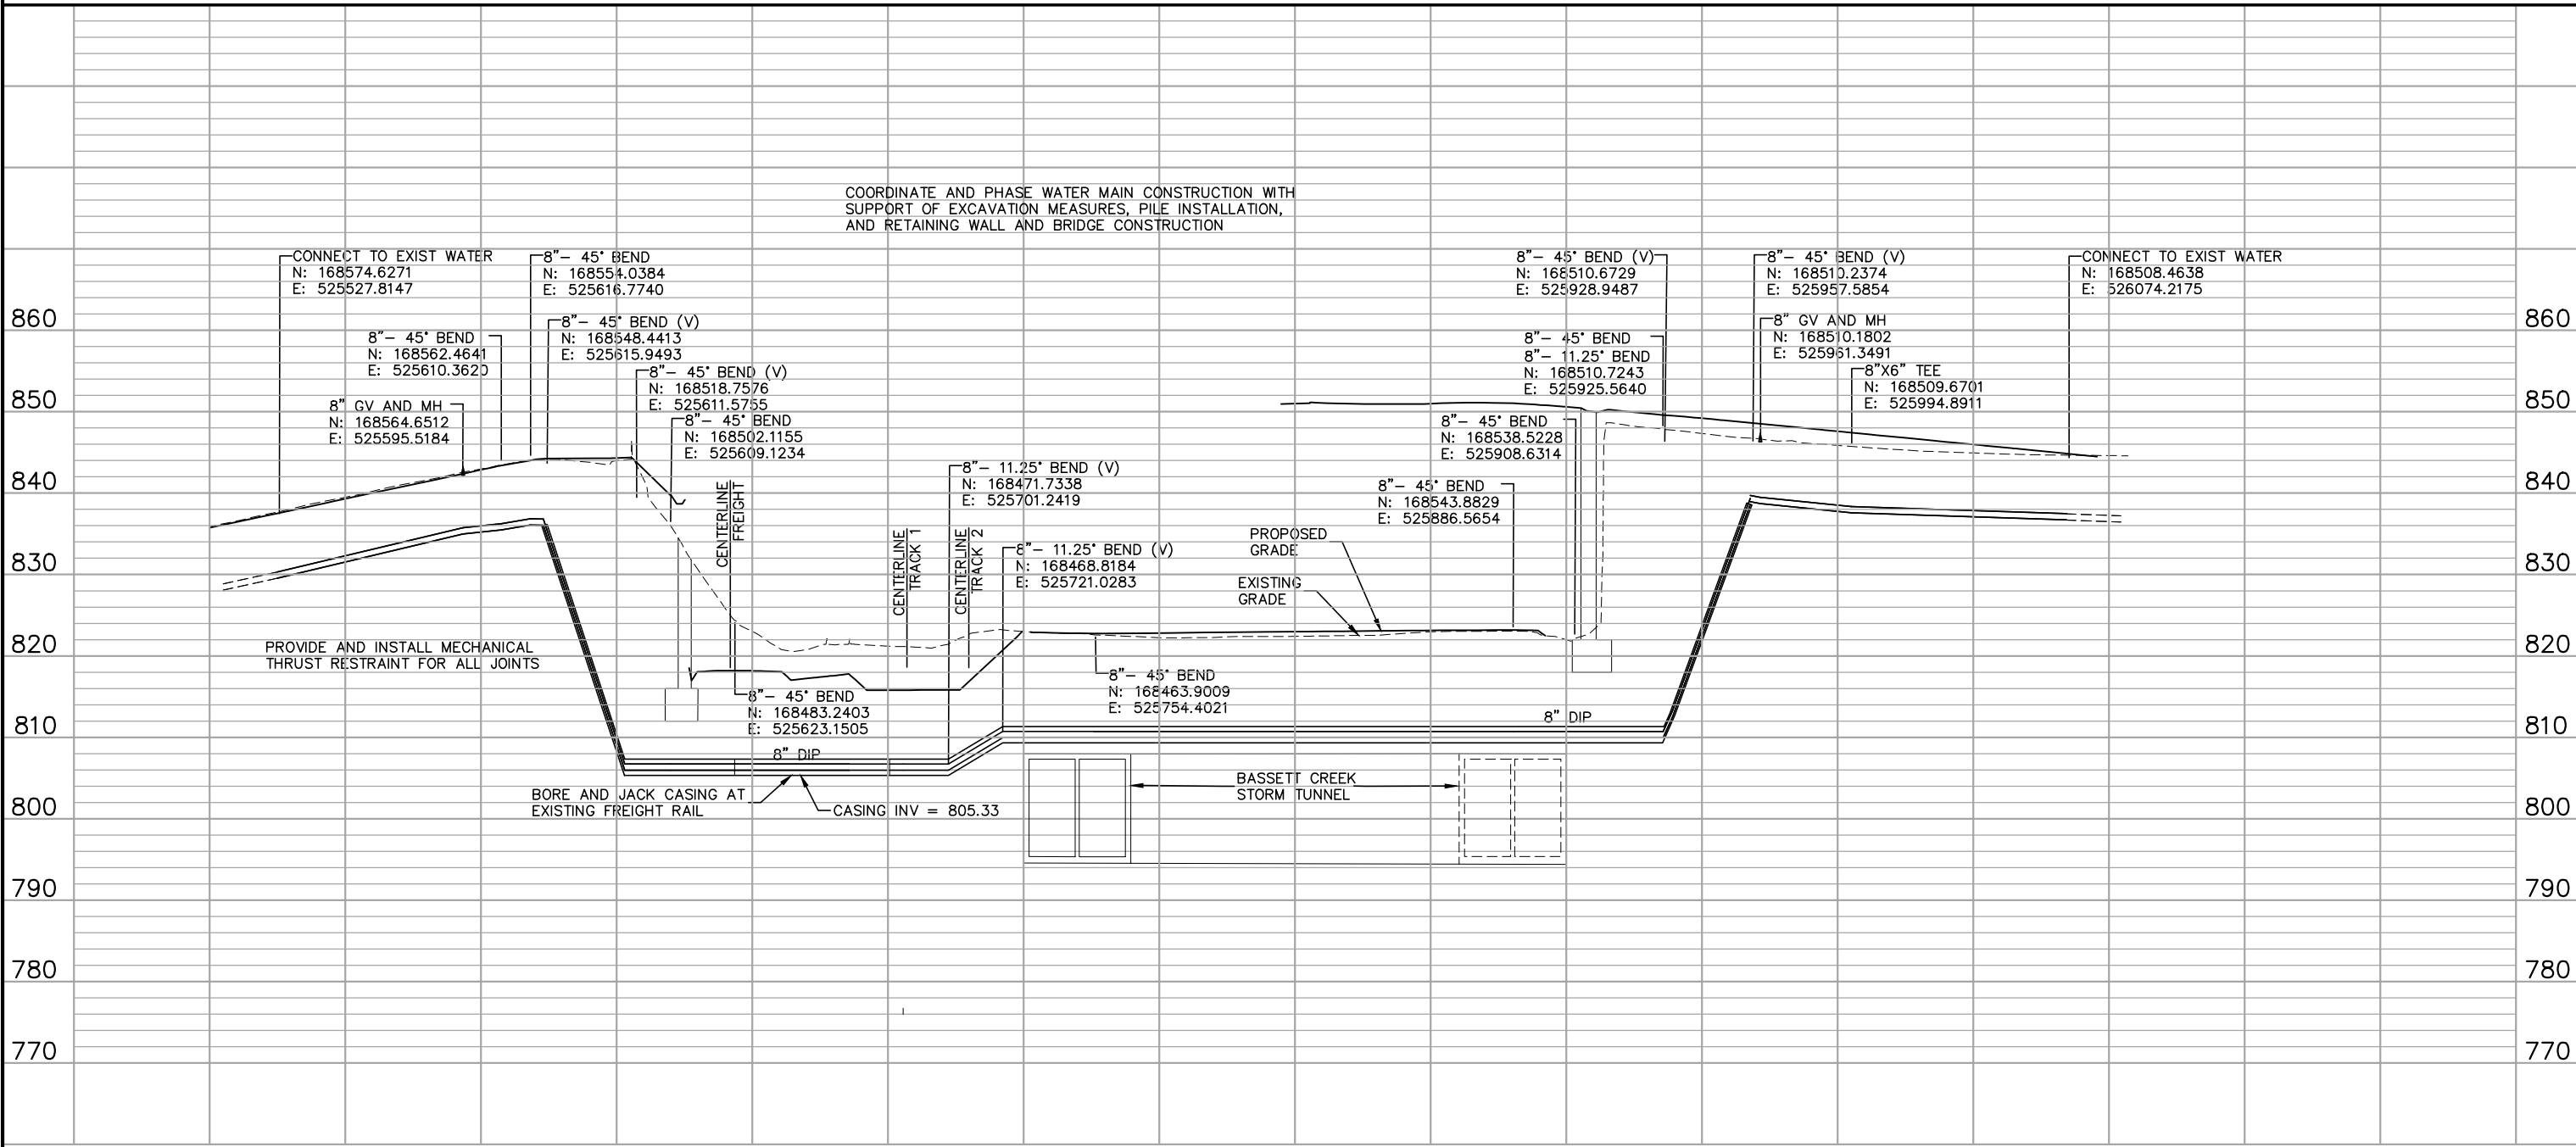 COORDINATE AND PHASE WATER MAIN CONSTRUCTION WITH
SUPPORT OF EXCAVATION MEASURES, PILE INSTALLATION,
AND RETAINING WALL AND BRIDGE CONSTRUCTION
CONNECT TO EXIST WATER
N: 168574.6271
E: 525527.8147
8"- 45° BEND
N: 168554.0384
E: 525616.7740
8"- 45° BEND
N: 168562.4641
E: 525610.3620
8"- 45° BEND (V)
N: 168548.4413
E: 525615.9493
8" GV AND MH
N: 168564.6512
E: 525595.5184
8"- 45° BEND (V)
N: 168518.7576
E: 525611.5755
8"- 45° BEND
N: 168502.1155
E: 525609.1234
CENTERLINE
FREIGHT
CENTERLINE
TRACK 1
CENTERLINE
TRACK 2
8"- 11.25° BEND (V)
N: 168471.7338
E: 525701.2419
8"- 11.25° BEND (V)
N: 168468.8184
E: 525721.0283
PROPOSED
GRADE
EXISTING
GRADE
8"- 45° BEND
N: 168543.8829
E: 525886.5654
8"- 45° BEND
N: 168538.5228
E: 525908.6314
8"- 45° BEND
8"- 11.25° BEND
N: 168510.7243
E: 525925.5640
8"- 45° BEND (V)
N: 168510.6729
E: 525928.9487
8"- 45° BEND (V)
N: 168510.2374
E: 525957.5854
8" GV AND MH
N: 168510.1802
E: 525961.3491
8"X6" TEE
N: 168509.6701
E: 525994.8911
CONNECT TO EXIST WATER
N: 168508.4638
E: 526074.2175
PROVIDE AND INSTALL MECHANICAL
THRUST RESTRAINT FOR ALL JOINTS
8"- 45° BEND
N: 168483.2403
E: 525623.1505
8"- 45° BEND
N: 168463.9009
E: 525754.4021
8" DIP
8" DIP
BORE AND JACK CASING AT
EXISTING FREIGHT RAIL
CASING INV = 805.33
BASSETT CREEK
STORM TUNNEL
860
850
840
830
820
810
800
790
780
770
860
850
840
830
820
810
800
790
780
770